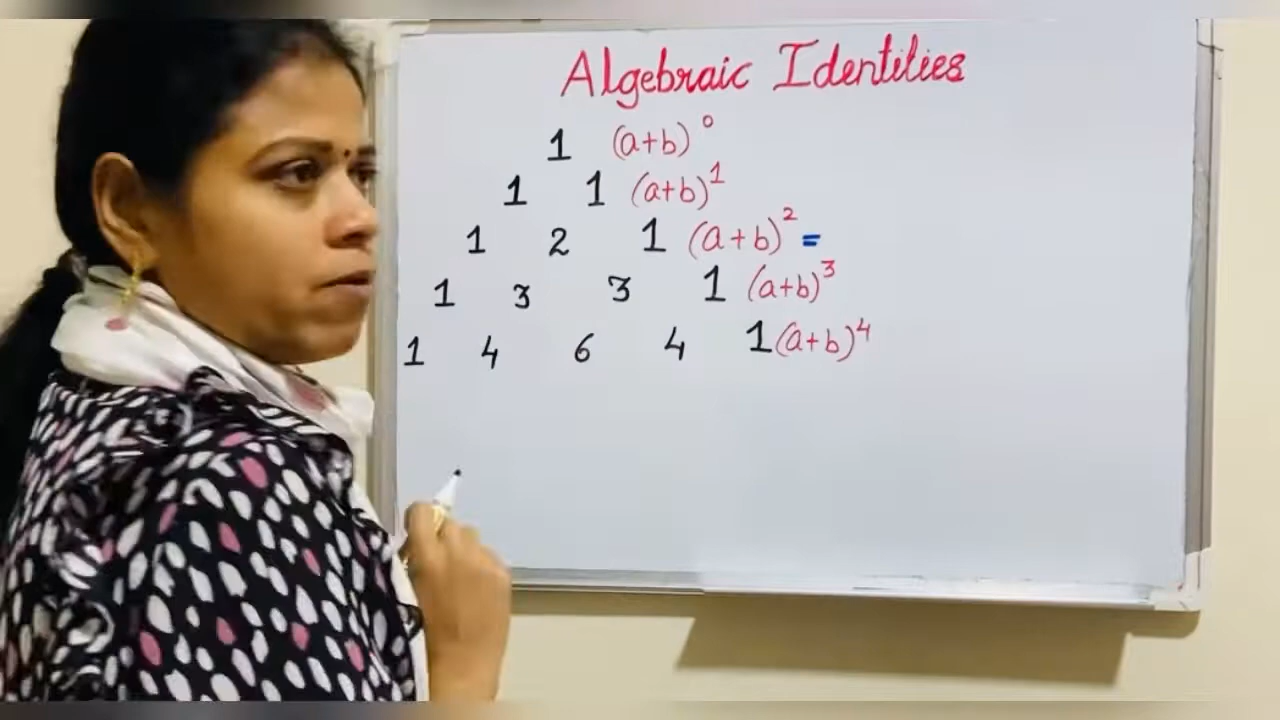 Algebraic Identities
1 (a+b)⁰
1 1 (a+b)¹
1 2 1 (a+b)² =
1 3 3 1 (a+b)³
1 4 6 4 1 (a+b)⁴